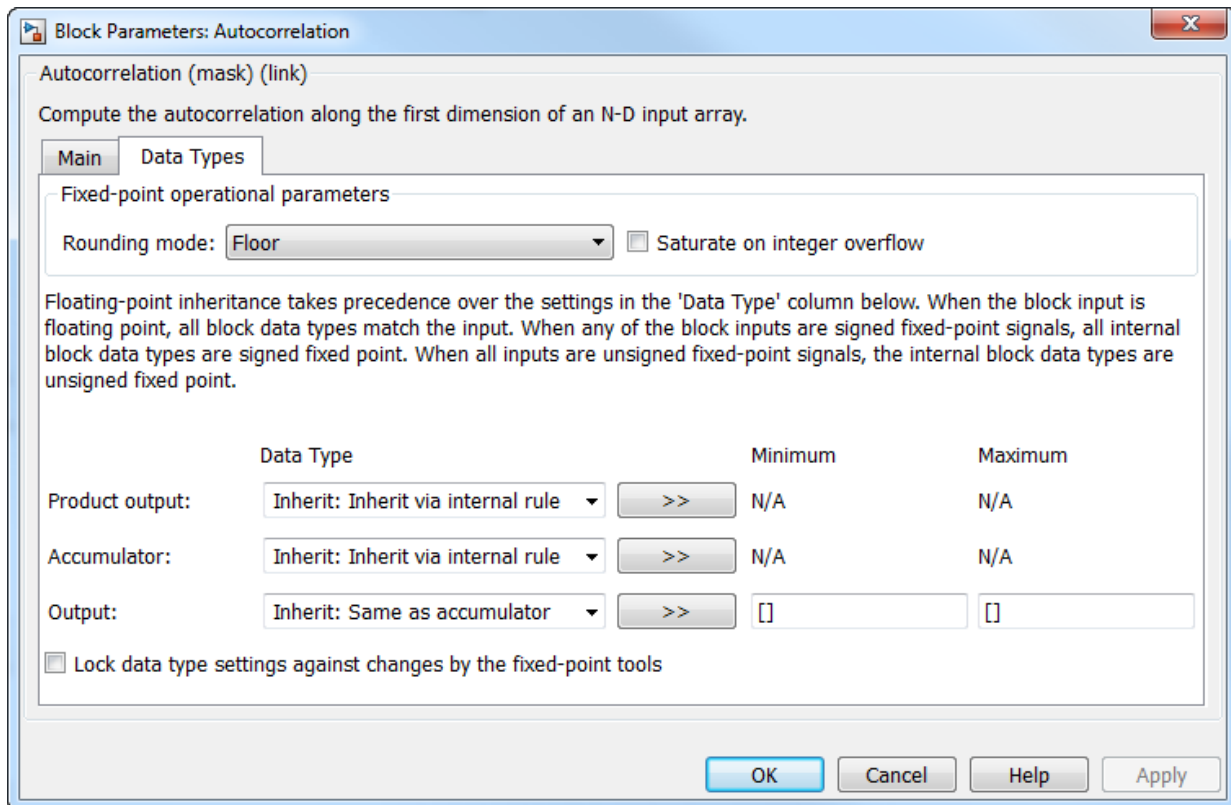 Block Parameters: Autocorrelation
X
Autocorrelation (mask) (link)
Compute the autocorrelation along the first dimension of an N-D input array.
Main Data Types
Fixed-point operational parameters
Rounding mode: Floor Saturate on integer overflow
Floating-point inheritance takes precedence over the settings in the 'Data Type' column below. When the block input is
floating point, all block data types match the input. When any of the block inputs are signed fixed-point signals, all internal
block data types are signed fixed point. When all inputs are unsigned fixed-point signals, the internal block data types are
unsigned fixed point.
Data Type Minimum Maximum
Product output: Inherit: Inherit via internal rule >> N/A N/A
Accumulator: Inherit: Inherit via internal rule >> N/A N/A
Output: Inherit: Same as accumulator >> [] []
Lock data type settings against changes by the fixed-point tools
OK Cancel Help Apply